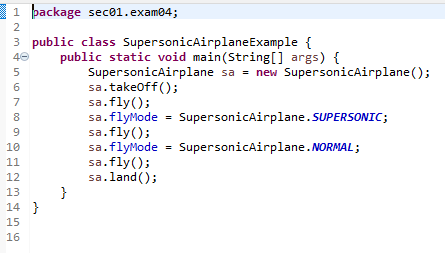 1 package sec01.exam04;
2
3 public class SupersonicAirplaneExample {
4 public static void main(String[] args) {
5 SupersonicAirplane sa = new SupersonicAirplane();
6 sa.takeOff();
7 sa.fly();
8 sa.flyMode = SupersonicAirplane.SUPERSONIC;
9 sa.fly();
10 sa.flyMode = SupersonicAirplane.NORMAL;
11 sa.fly();
12 sa.land();
13 }
14 }
15
16